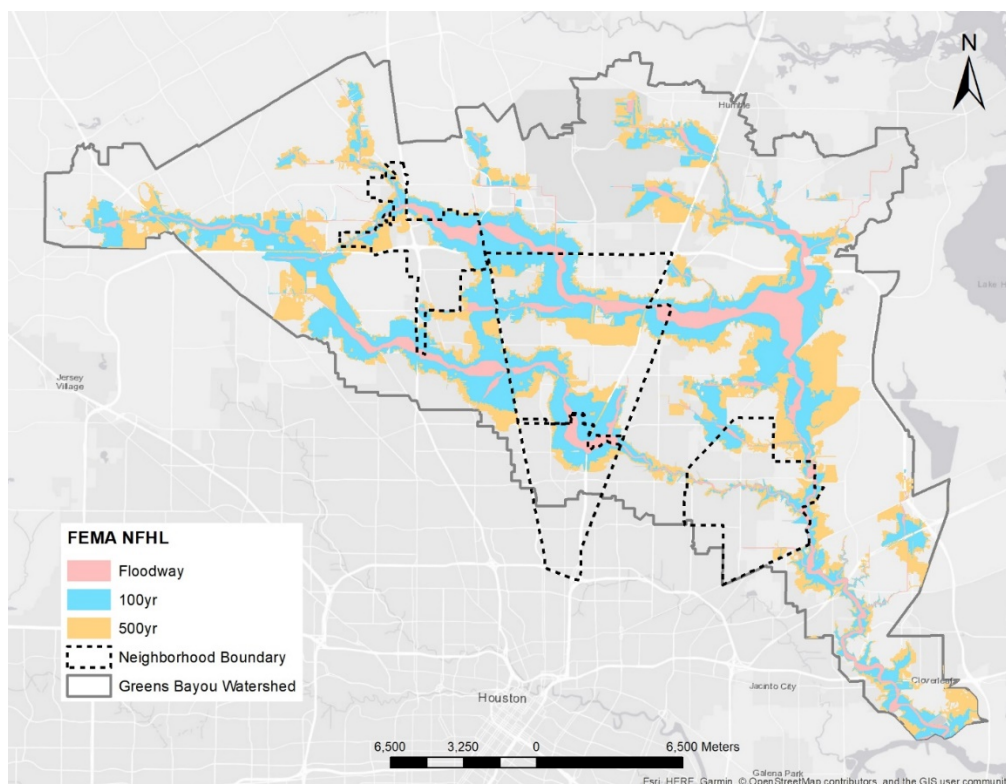 N
Humble
Lake H
Jersey
Village
FEMA NFHL
Floodway
100yr
500yr
Neighborhood Boundary
Greens Bayou Watershed
Houston
Jacinto City
Cloverleaf
6,500 3,250 0 6,500 Meters
Galena Park
Esri, HERE, Garmin, © OpenStreetMap contributors, and the GIS user communit